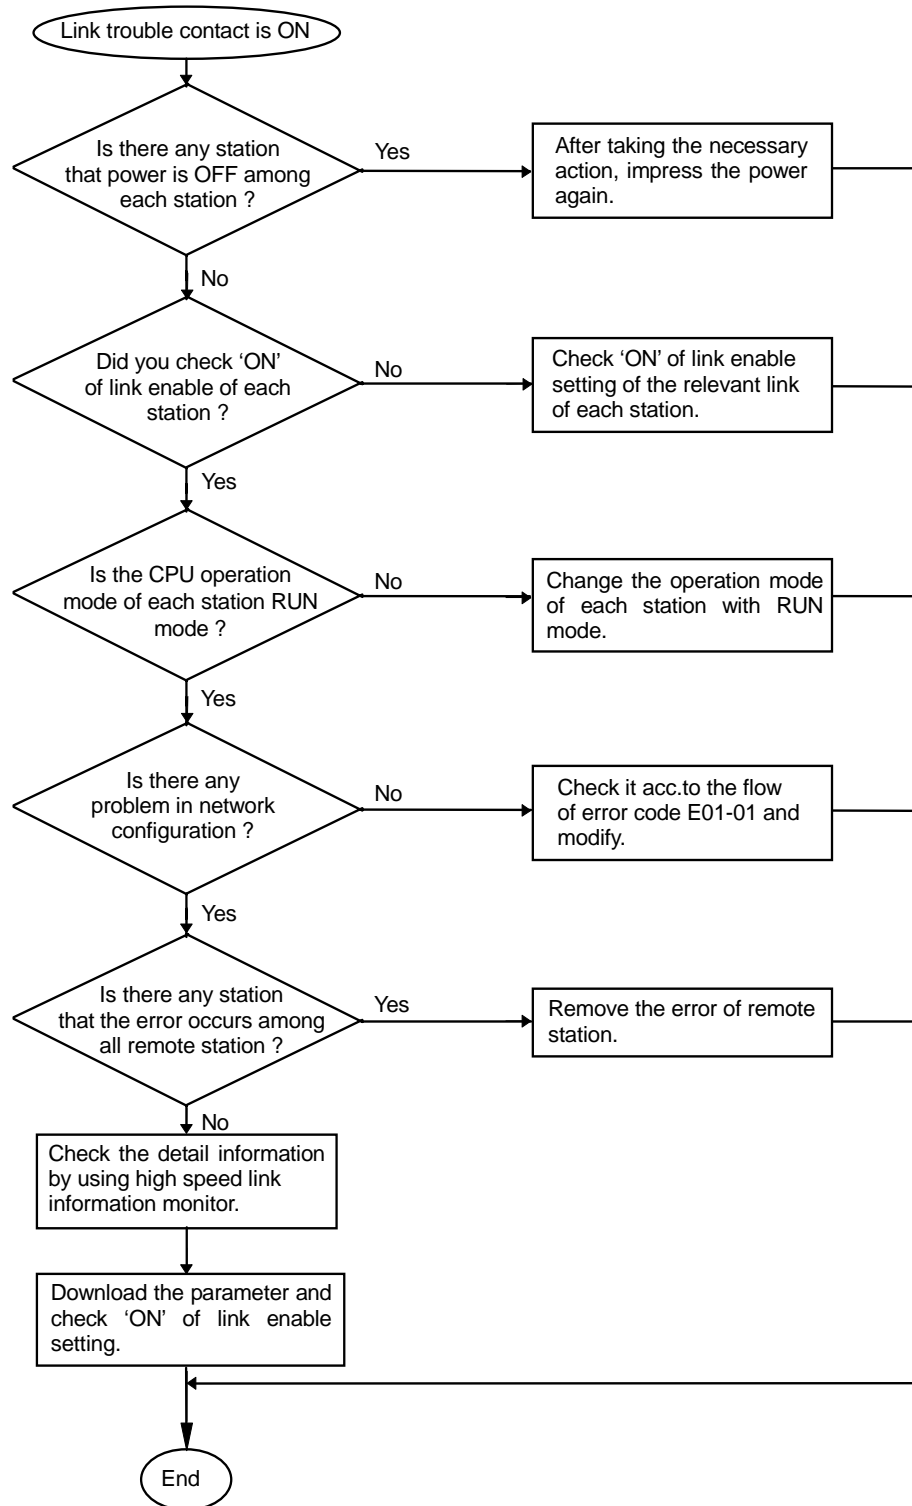 Link trouble contact is ON
Is there any station
that power is OFF among
each station ?
Yes
After taking the necessary
action, impress the power
again.
No
Did you check ‘ON’
of link enable of each
station ?
No
Check ‘ON’ of link enable
setting of the relevant link
of each station.
Yes
Is the CPU operation
mode of each station RUN
mode ?
No
Change the operation mode
of each station with RUN
mode.
Yes
Is there any
problem in network
configuration ?
No
Check it acc.to the flow
of error code E01-01 and
modify.
Yes
Is there any station
that the error occurs among
all remote station ?
Yes
Remove the error of remote
station.
No
Check the detail information
by using high speed link
information monitor.
Download the parameter and
check ‘ON’ of link enable
setting.
End